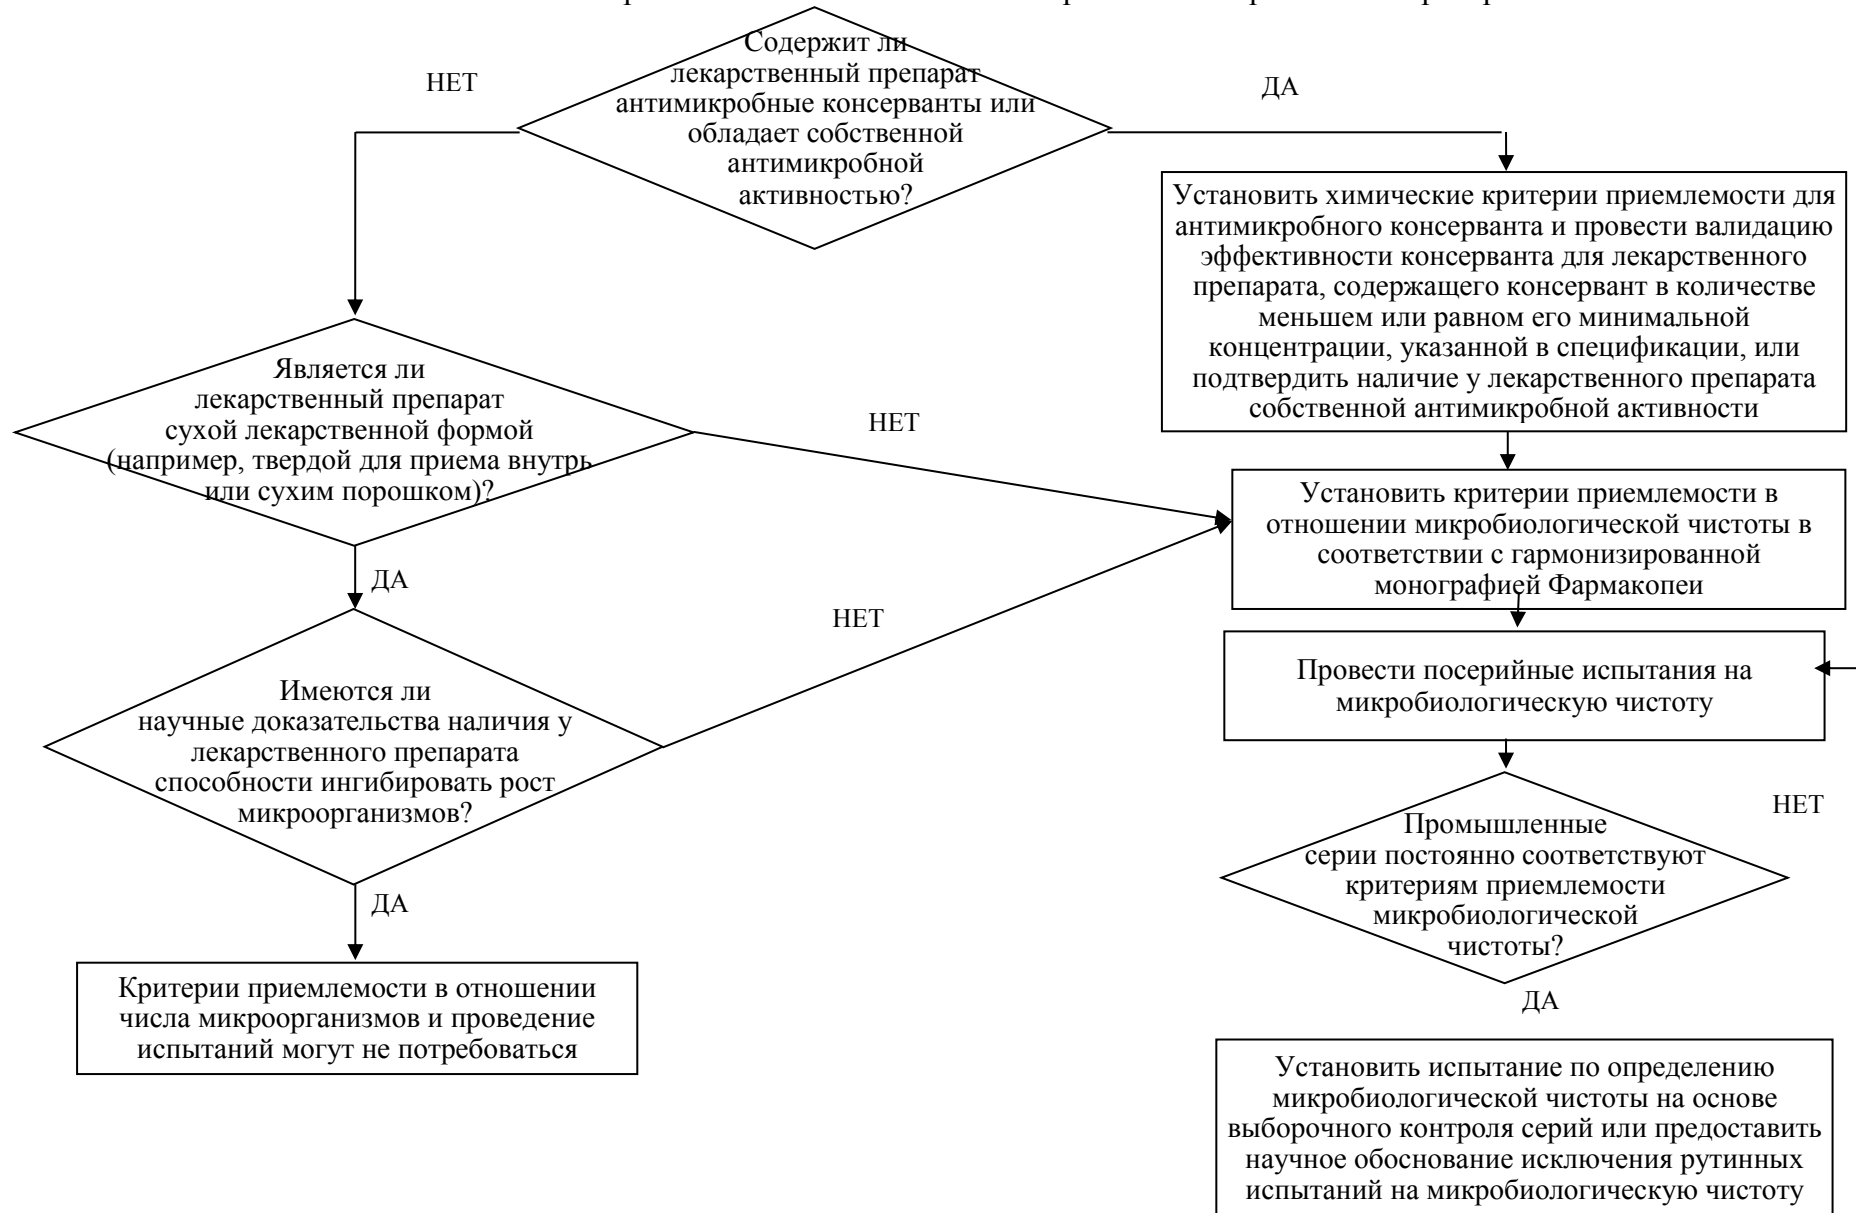 Содержит ли
лекарственный препарат
антимикробные консерванты или
обладает собственной
антимикробной
активностью?
НЕТ
ДА
Установить химические критерии приемлемости для
антимикробного консерванта и провести валидацию
эффективности консерванта для лекарственного
препарата, содержащего консервант в количестве
меньшем или равном его минимальной
концентрации, указанной в спецификации, или
подтвердить наличие у лекарственного препарата
собственной антимикробной активности
Является ли
лекарственный препарат
сухой лекарственной формой
(например, твердой для приема внутрь
или сухим порошком)?
НЕТ
ДА
Установить критерии приемлемости в
отношении микробиологической чистоты в
соответствии с гармонизированной
монографией Фармакопеи
НЕТ
Провести посерийные испытания на
микробиологическую чистоту
Имеются ли
научные доказательства наличия у
лекарственного препарата
способности ингибировать рост
микроорганизмов?
ДА
НЕТ
Промышленные
серии постоянно соответствуют
критериям приемлемости
микробиологической
чистоты?
ДА
Критерии приемлемости в отношении
числа микроорганизмов и проведение
испытаний могут не потребоваться
Установить испытание по определению
микробиологической чистоты на основе
выборочного контроля серий или предоставить
научное обоснование исключения рутинных
испытаний на микробиологическую чистоту